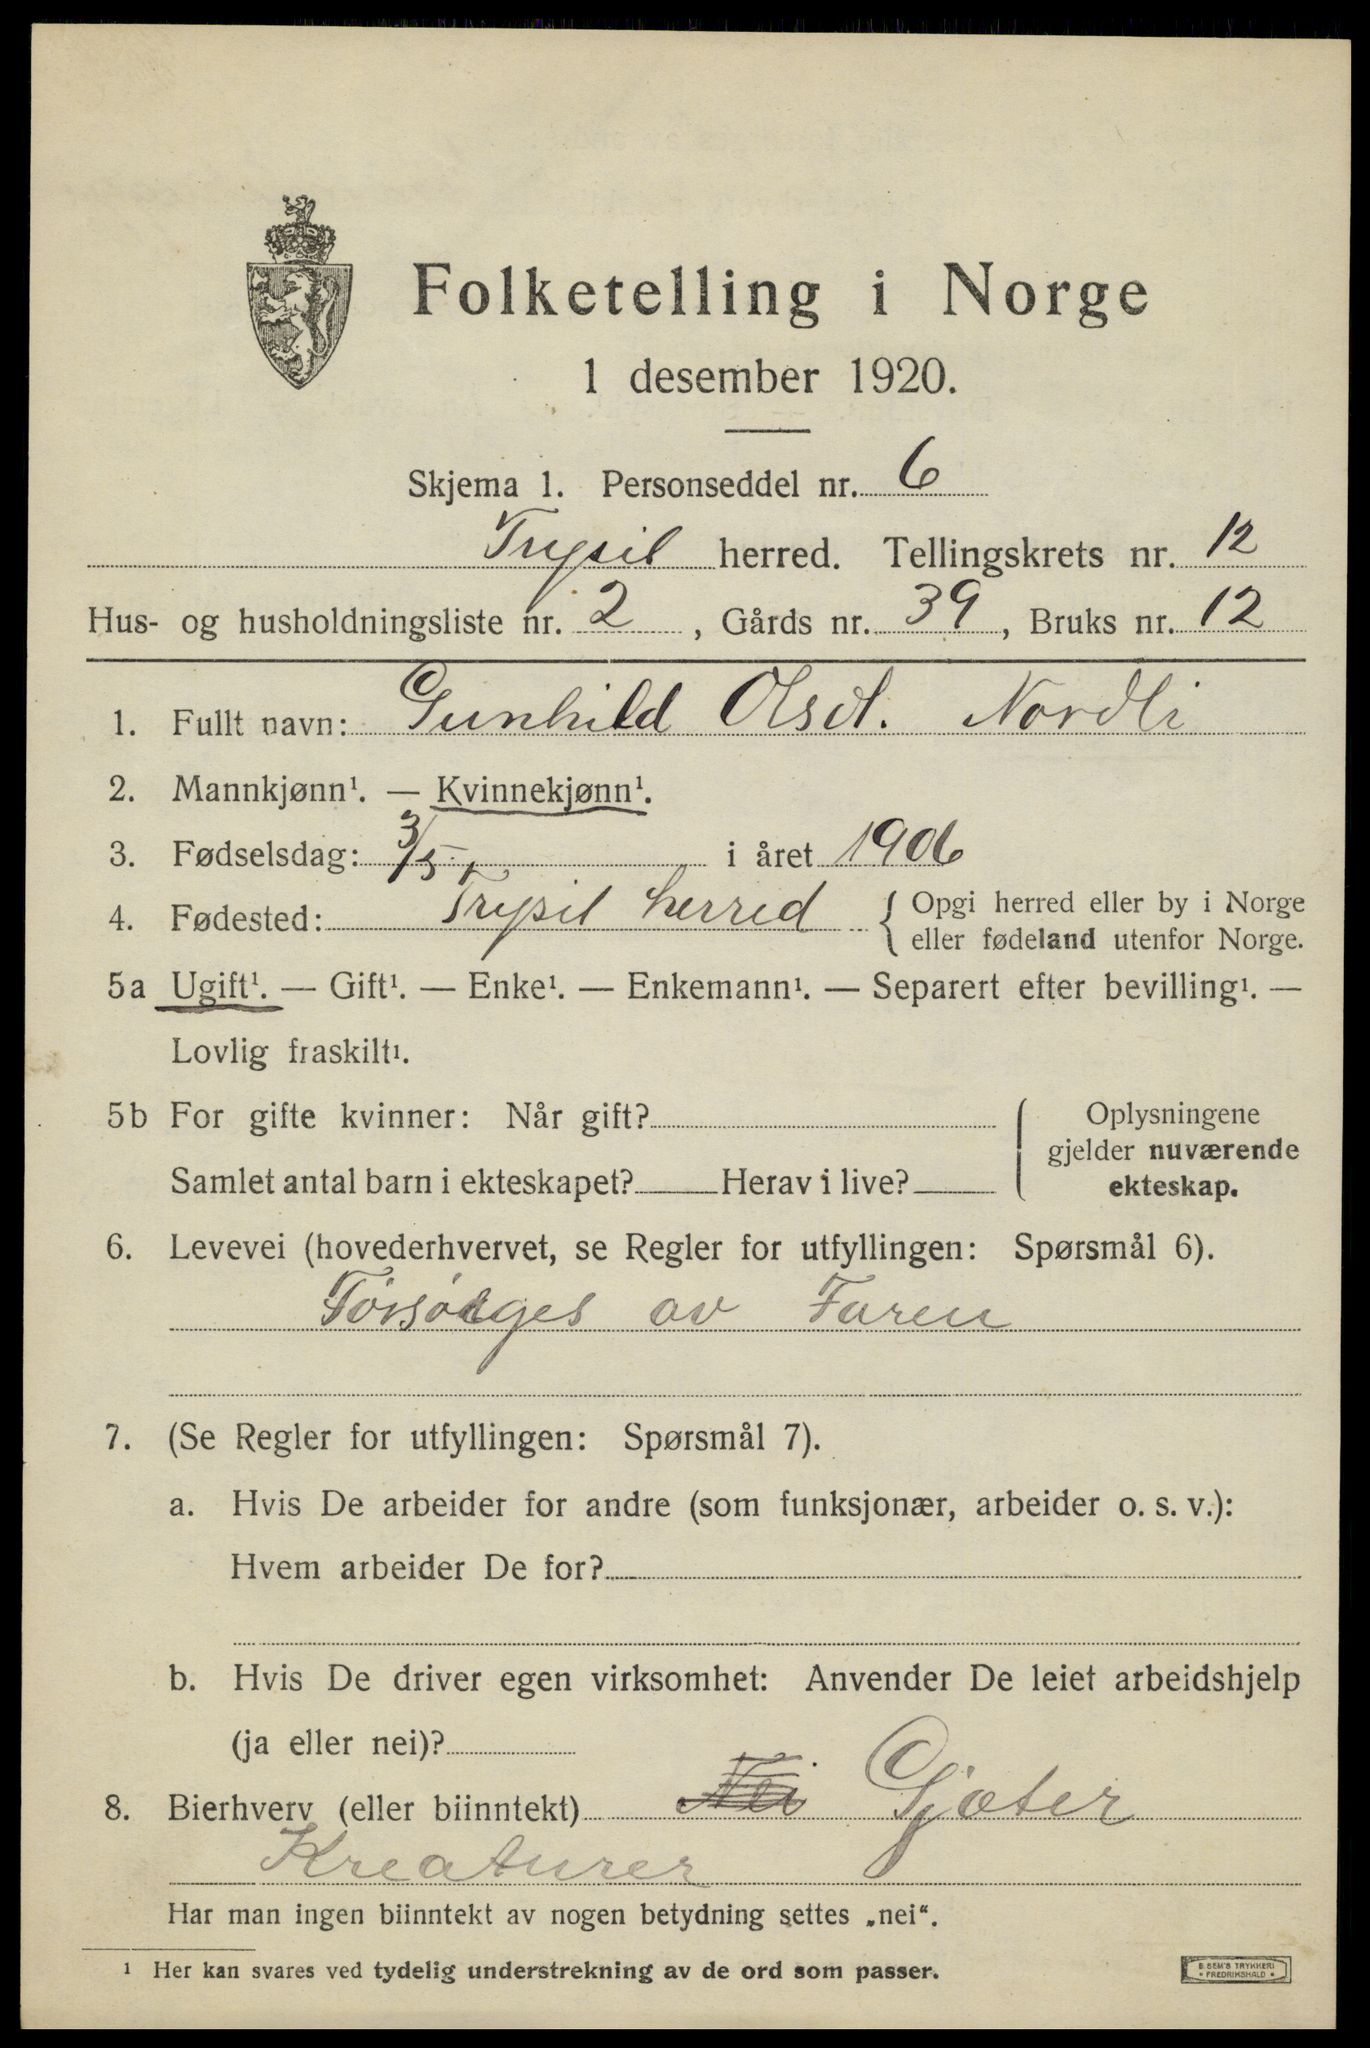 Folketelling i Norge
1 desember 1920.
Skjema 1. Personseddel nr. 6
Trysil herred. Tellingskrets nr. 12
Hus- og husholdningsliste nr. 2, Gårds nr. 39, Bruks nr. 12
1. Fullt navn: Gunhild Olsd. Nordli
2. Mannkjønn¹. — Kvinnekjønn¹.
3. Fødselsdag: 3/5 i året 1906
4. Fødested: Trysil herred { Opgi herred eller by i Norge
eller fødeland utenfor Norge.
5a Ugift¹. — Gift¹. — Enke¹. — Enkemann¹. — Separert efter bevilling¹. —
Lovlig fraskilt¹.
5b For gifte kvinner: Når gift?
Samlet antal barn i ekteskapet? Herav i live?
Oplysningene
gjelder nuværende
ekteskap.
6. Levevei (hovederhvervet, se Regler for utfyllingen: Spørsmål 6).
Forsørges av Faren
7. (Se Regler for utfyllingen: Spørsmål 7).
a. Hvis De arbeider for andre (som funksjonær, arbeider o. s. v.):
Hvem arbeider De for?
b. Hvis De driver egen virksomhet: Anvender De leiet arbeidshjelp
(ja eller nei)?
8. Bierhverv (eller biinntekt) Nei Gjæter
Kreaturer
Har man ingen biinntekt av nogen betydning settes „nei“.
¹ Her kan svares ved tydelig understrekning av de ord som passer.
E. SEM'S TRYKKERI
FREDRIKSHALD